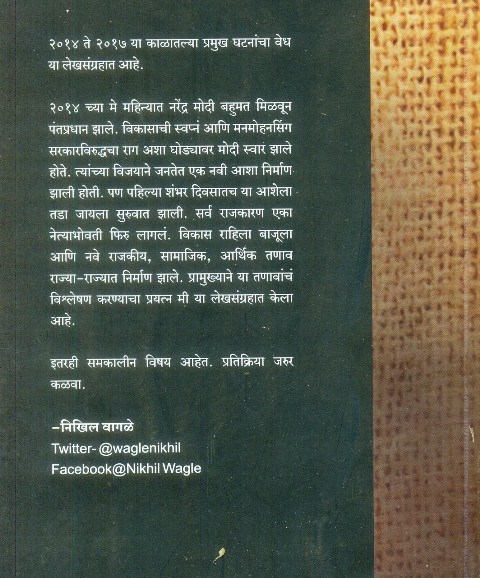 २०१४ ते २०१७ या काळातल्या प्रमुख घटनांचा वेध
या लेखसंग्रहात आहे.
२०१४ च्या मे महिन्यात नरेंद्र मोदी बहुमत मिळवून
पंतप्रधान झाले. विकासाची स्वप्नं आणि मनमोहनसिंग
सरकारविरुद्धचा राग अशा घोड्यावर मोदी स्वार झाले
होते. त्यांच्या विजयाने जनतेत एक नवी आशा निर्माण
झाली होती. पण पहिल्या शंभर दिवसातच या आशेला
तडा जायला सुरुवात झाली. सर्व राजकारण एका
नेत्याभोवती फिरु लागलं. विकास राहिला बाजूला
आणि नवे राजकीय, सामाजिक, आर्थिक तणाव
राज्या-राज्यात निर्माण झाले. प्रामुख्याने या तणावांचं
विश्लेषण करण्याचा प्रयत्न मी या लेखसंग्रहात केला
आहे.
इतरही समकालीन विषय आहेत. प्रतिक्रिया जरुर
कळवा.
-निखिल वागळे
Twitter- @waglenikhil
Facebook@Nikhil Wagle